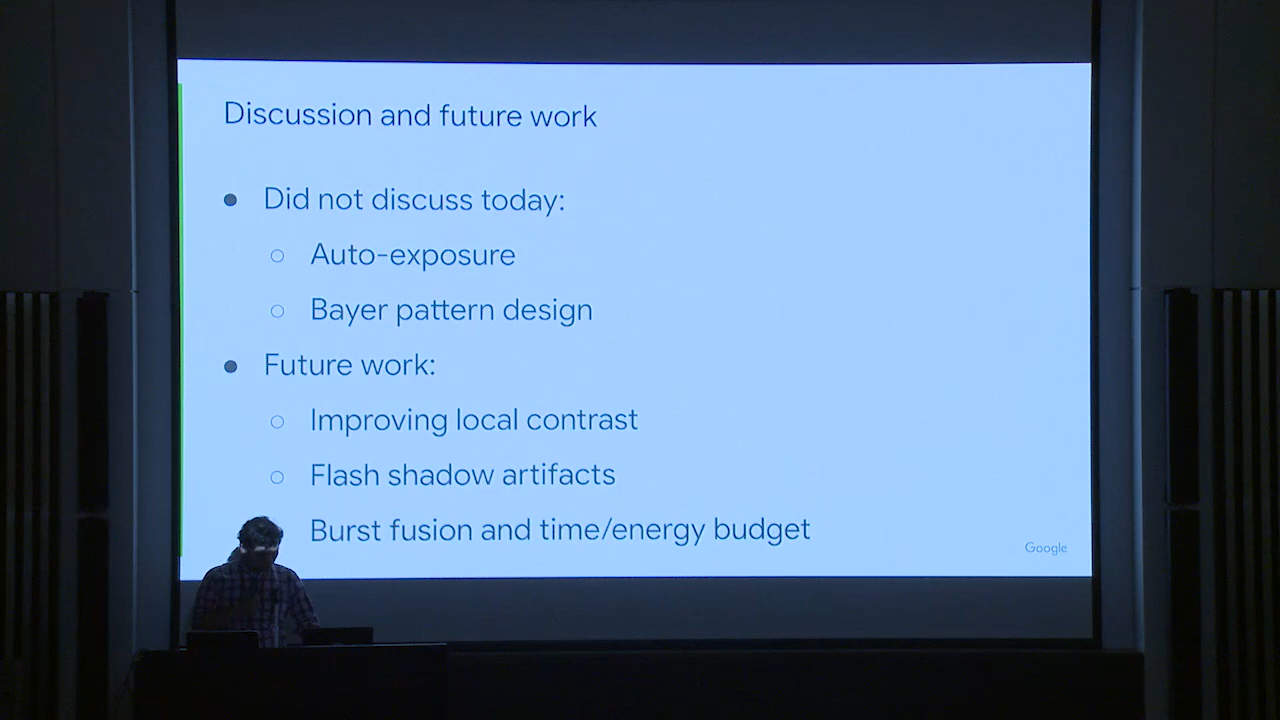 Discussion and future work
● Did not discuss today:
○ Auto-exposure
○ Bayer pattern design
● Future work:
○ Improving local contrast
○ Flash shadow artifacts
Burst fusion and time/energy budget
Google